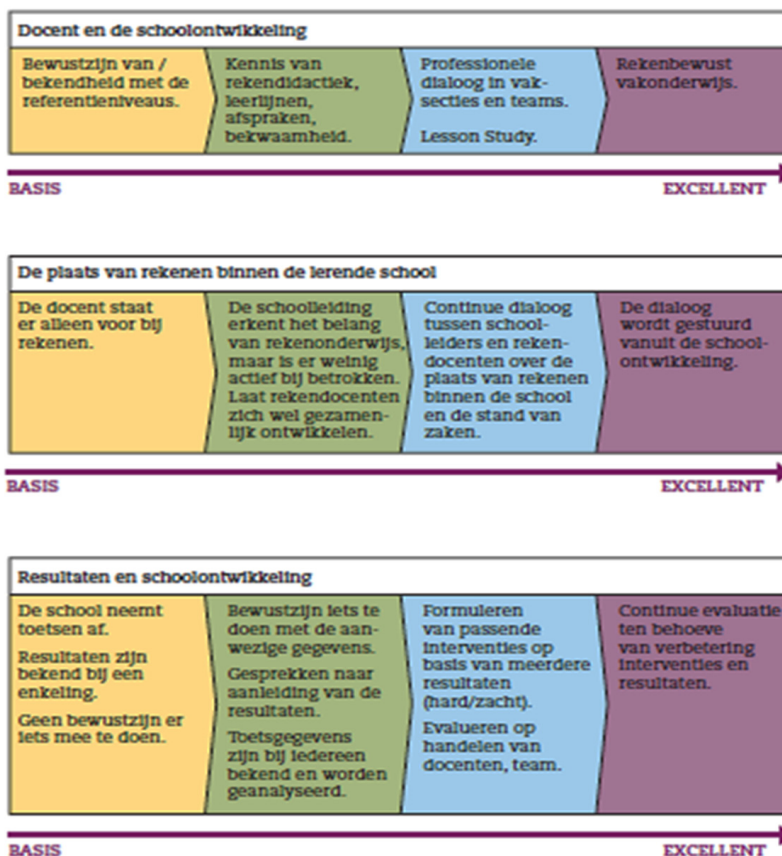 Docent en de schoolontwikkeling
Bewustzijn van /
bekendheid met de
referentieniveaus.
Kennis van
rekendidactiek,
leerlijnen,
afspraken,
bekwaamheid.
Professionele
dialoog in vak-
secties en teams.
Lesson Study.
Rekenbewust
vakonderwijs.
BASIS
EXCELLENT
De plaats van rekenen binnen de lerende school
De docent staat
er alleen voor bij
rekenen.
De schoolleiding
erkent het belang
van rekenonderwijs,
maar is er weinig
actief bij betrokken.
Laat rekendocenten
zich wel gezamen-
lijk ontwikkelen.
Continue dialoog
tussen school-
leiders en reken-
docenten over de
plaats van rekenen
binnen de school
en de stand van
zaken.
De dialoog
wordt gestuurd
vanuit de school-
ontwikkeling.
BASIS
EXCELLENT
Resultaten en schoolontwikkeling
De school neemt
toetsen af.
Resultaten zijn
bekend bij een
enkeling.
Geen bewustzijn er
iets mee te doen.
Bewustzijn iets te
doen met de aan-
wezige gegevens.
Gesprekken naar
aanleiding van de
resultaten.
Toetsgegevens
zijn bij iedereen
bekend en worden
geanalyseerd.
Formuleren
van passende
interventies op
basis van meerdere
resultaten
(hard/zacht).
Evalueren op
handelen van
docenten, team.
Continue evaluatie
ten behoeve
van verbetering
interventies en
resultaten.
BASIS
EXCELLENT